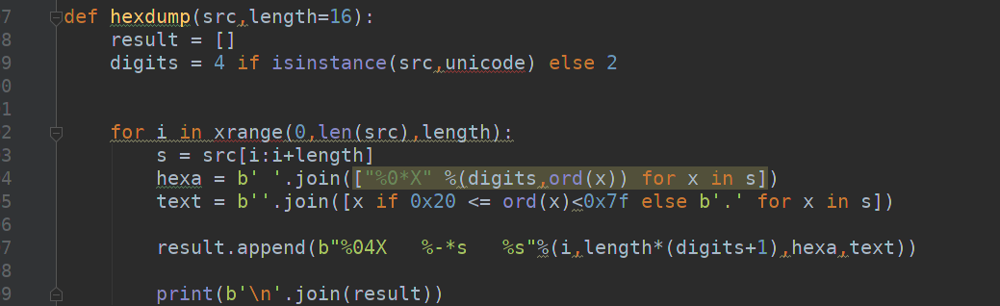 7 def hexdump(src,length=16):
8     result = []
9     digits = 4 if isinstance(src,unicode) else 2
0
1
2     for i in xrange(0,len(src),length):
3         s = src[i:i+length]
4         hexa = b' '.join(["%0*X" %(digits,ord(x)) for x in s])
5         text = b''.join([x if 0x20 <= ord(x)<0x7f else b'.' for x in s])
6
7         result.append(b"%04X   %-*s   %s"%(i,length*(digits+1),hexa,text))
8
9         print(b'\n'.join(result))